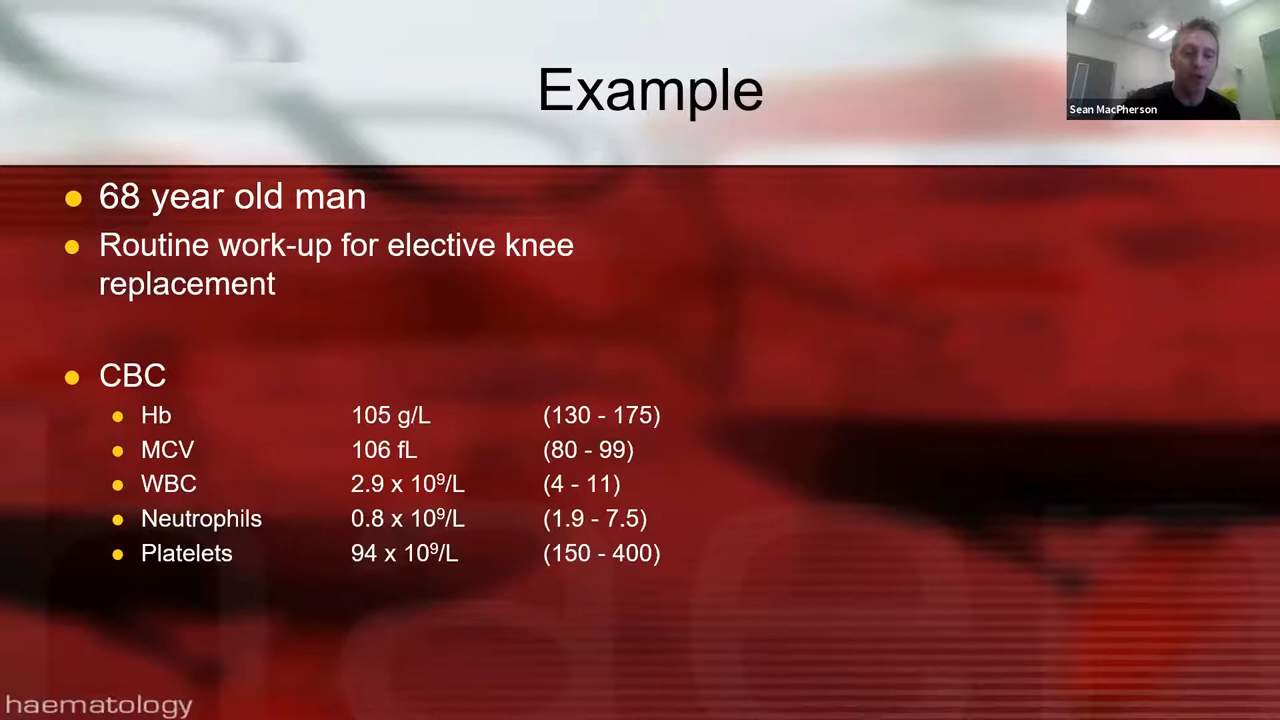 Example
Sean MacPherson
68 year old man
Routine work-up for elective knee
replacement
CBC
Hb 105 g/L (130 - 175)
MCV 106 fL (80 - 99)
WBC 2.9 x 10⁹/L (4 - 11)
Neutrophils 0.8 x 10⁹/L (1.9 - 7.5)
Platelets 94 x 10⁹/L (150 - 400)
haematology